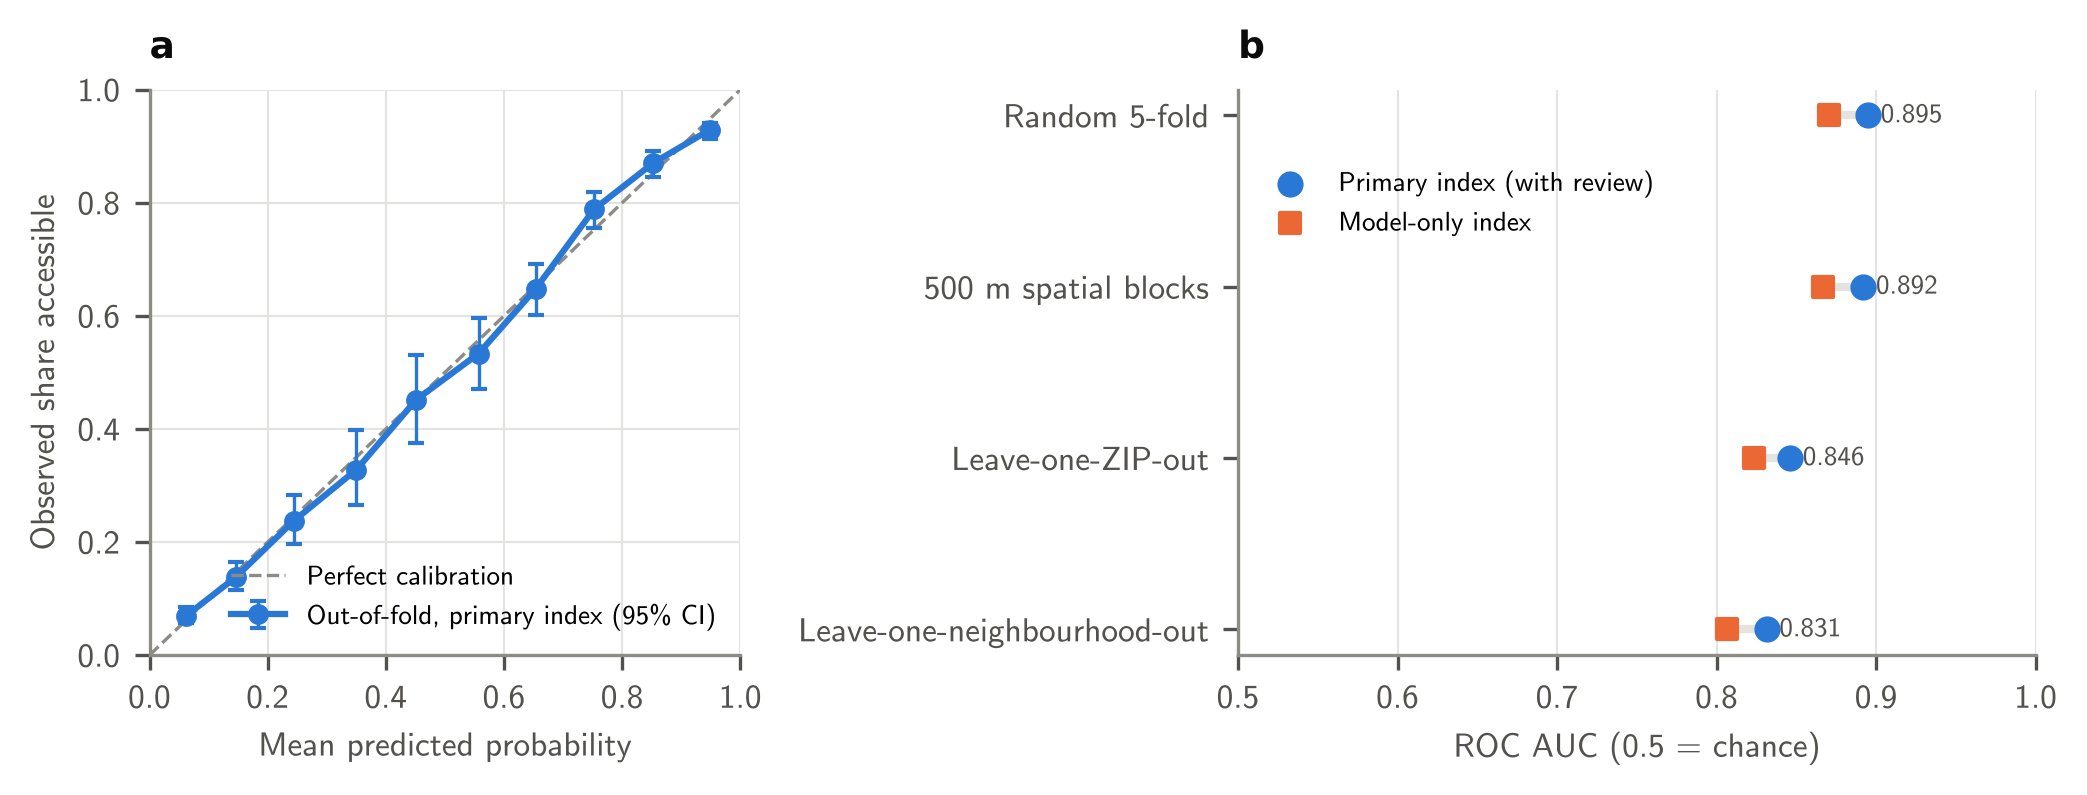 a
1.0
0.8
0.6
0.4
0.2
0.0
Observed share accessible
Perfect calibration
Out-of-fold, primary index (95% CI)
0.0 0.2 0.4 0.6 0.8 1.0
Mean predicted probability
b
Random 5-fold
0.895
Primary index (with review)
Model-only index
500 m spatial blocks
0.892
Leave-one-ZIP-out
0.846
Leave-one-neighbourhood-out
0.831
0.5 0.6 0.7 0.8 0.9 1.0
ROC AUC (0.5 = chance)